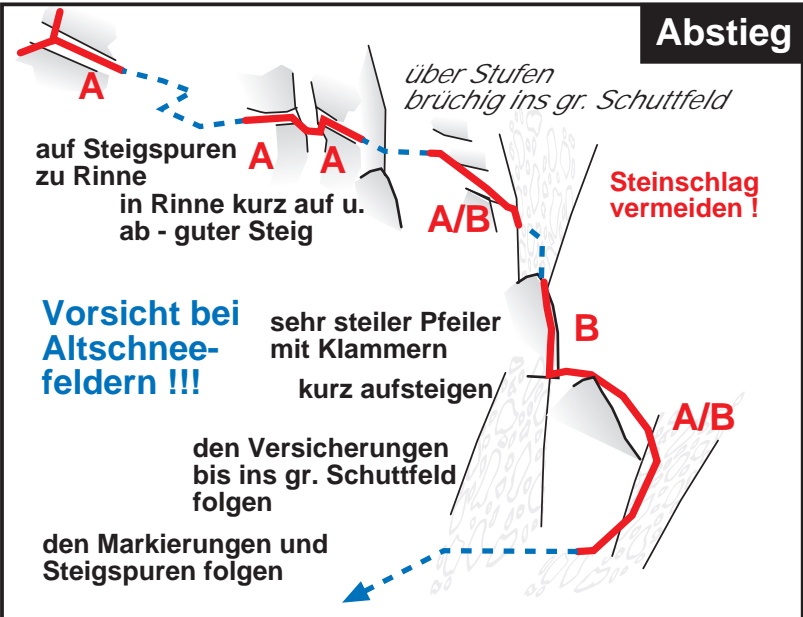 Abstieg
über Stufen
brüchig ins gr. Schuttfeld
A
auf Steigspuren
zu Rinne
A
A
in Rinne kurz auf u.
ab - guter Steig
A/B
Steinschlag
vermeiden !
Vorsicht bei
Altschnee-
feldern !!!
sehr steiler Pfeiler
mit Klammern
B
kurz aufsteigen
A/B
den Versicherungen
bis ins gr. Schuttfeld
folgen
den Markierungen und
Steigspuren folgen